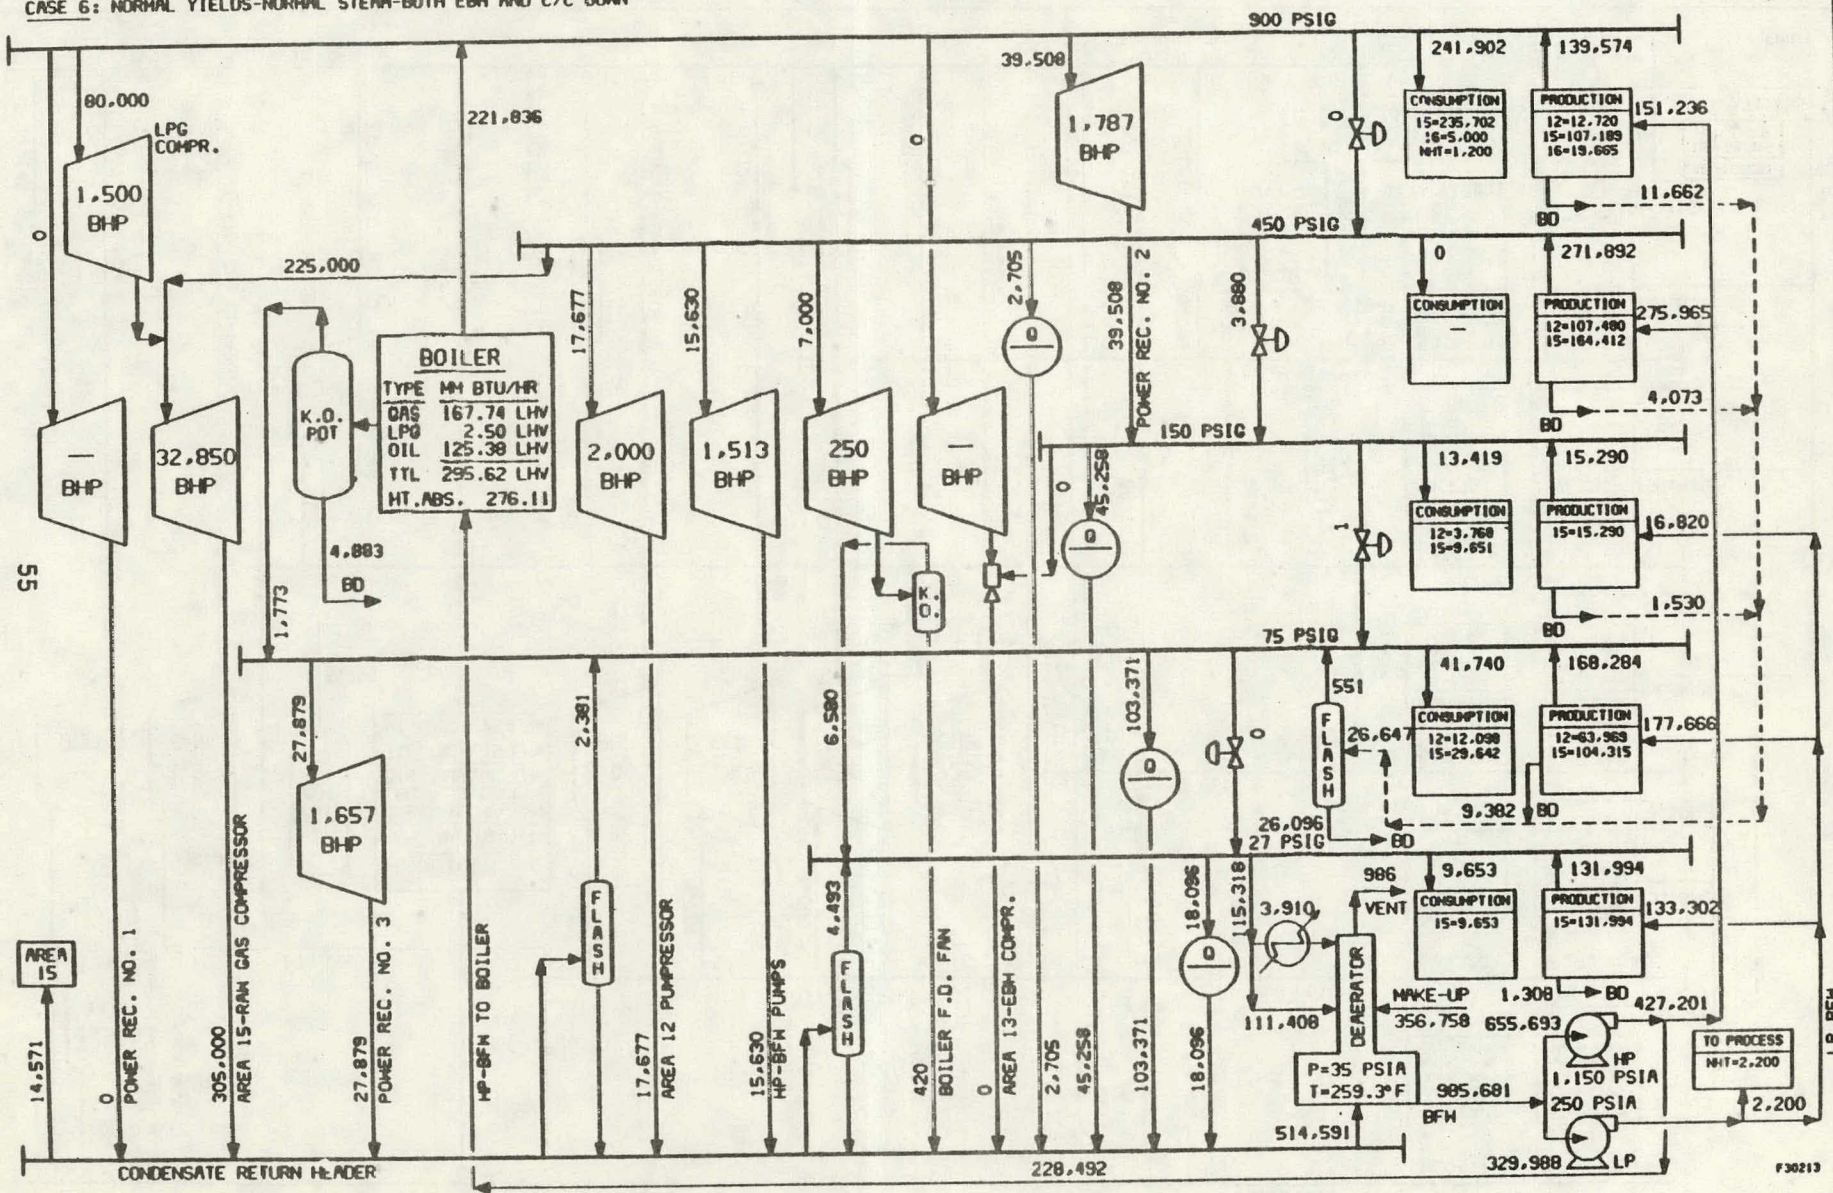 CASE 6: NORMAL YIELDS-NORMAL STEAM-BOTH EBH AND C/C DOWN
900 PSIG
80,000
LPG
COMPR.
1,500
BHP
0
221,836
0
39,508
1,787
BHP
0
241,902
139,574
CONSUMPTION
15=235,702
16=5,000
NHT=1,200
PRODUCTION
12=12,720
15=107,189
16=19,665
151,236
11,662
BD
450 PSIG
225,000
17,677
15,630
7,000
2,705
Q
39,508
POWER REC. NO. 2
3,880
0
271,892
CONSUMPTION
—
PRODUCTION
12=107,480
15=164,412
275,965
4,073
BD
K.O.
POT
BOILER
TYPE MM BTU/HR
GAS 167.74 LHV
LPG 2.50 LHV
OIL 125.38 LHV
TTL 295.62 LHV
HT.ABS. 276.11
4,883
BD
1,773
—
BHP
32,850
BHP
2,000
BHP
1,513
BHP
250
BHP
—
BHP
K.
O.
150 PSIG
0
45,258
Q
1
13,419
15,290
CONSUMPTION
12=3,768
15=9,651
PRODUCTION
15=15,290
16,820
1,530
BD
55
75 PSIG
27,879
1,657
BHP
2,381
FLASH
6,580
103,371
Q
0
551
FLASH
26,647
26,096
BD
41,740
168,284
CONSUMPTION
12=12,098
15=29,642
PRODUCTION
12=63,969
15=104,315
177,666
9,382
BD
27 PSIG
4,493
FLASH
18,096
Q
115,318
3,910
111,408
986
VENT
DEAERATOR
P=35 PSIA
T=259.3°F
MAKE-UP
356,758
9,653
131,994
CONSUMPTION
15=9,653
PRODUCTION
15=131,994
133,302
1,308
BD
427,201
655,693
HP
1,150 PSIA
250 PSIA
985,681
BFW
329,988
LP
TO PROCESS
NHT=2,200
2,200
AREA
15
14,571
0
POWER REC. NO. 1
305,000
AREA 15-RAW GAS COMPRESSOR
27,879
POWER REC. NO. 3
HP-BFW TO BOILER
17,677
AREA 12 PUMPRESSOR
15,630
HP-BFW PUMPS
420
BOILER F.D. FAN
0
AREA 13-EBH COMPR.
2,705
45,258
103,371
18,096
514,591
CONDENSATE RETURN HEADER
228,492
F30213